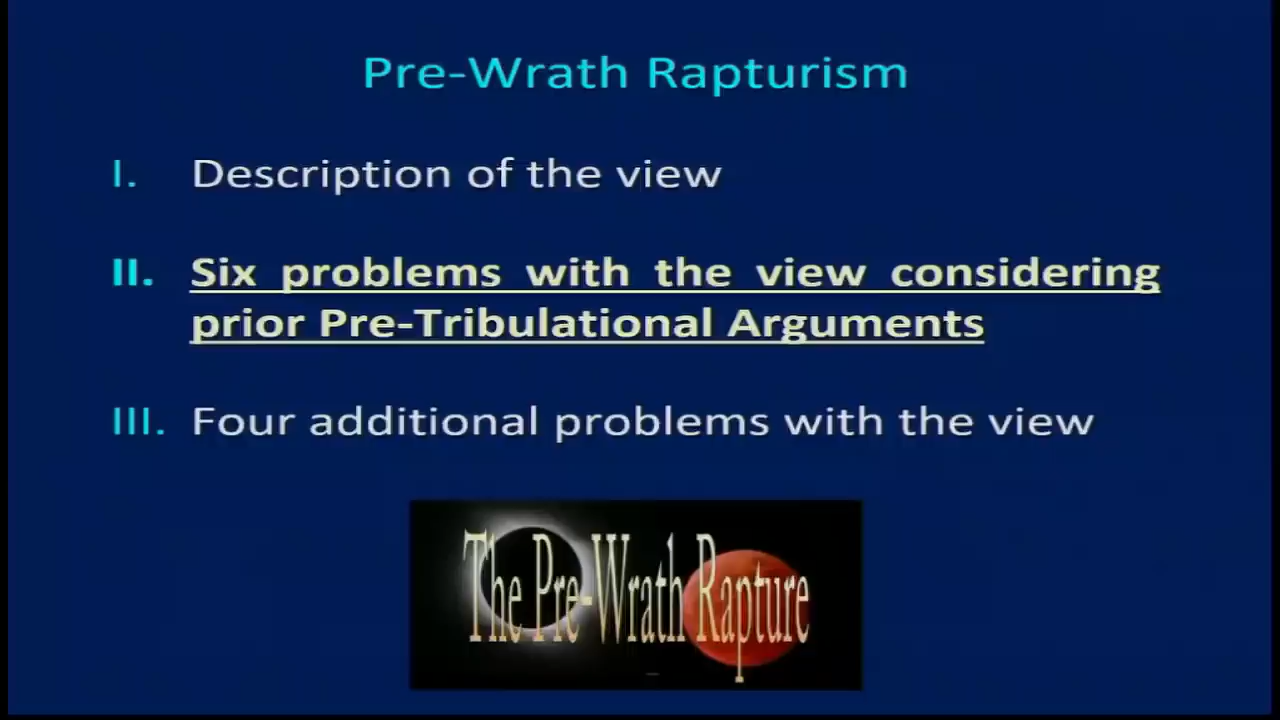 Pre-Wrath Rapturism
I. Description of the view
II. Six problems with the view considering
prior Pre-Tribulational Arguments
III. Four additional problems with the view
The Pre-Wrath Rapture